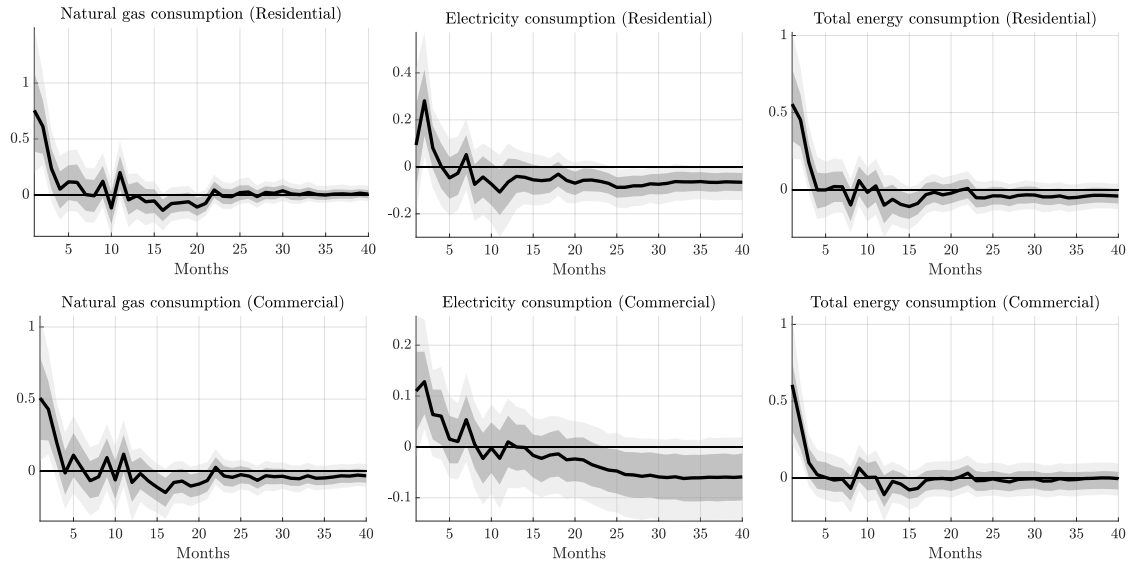 Natural gas consumption (Residential)
1
0.5
0
5 10 15 20 25 30 35 40
Months
Electricity consumption (Residential)
0.4
0.2
0
-0.2
5 10 15 20 25 30 35 40
Months
Total energy consumption (Residential)
1
0.5
0
5 10 15 20 25 30 35 40
Months
Natural gas consumption (Commercial)
1
0.5
0
5 10 15 20 25 30 35 40
Months
Electricity consumption (Commercial)
0.2
0.1
0
-0.1
5 10 15 20 25 30 35 40
Months
Total energy consumption (Commercial)
1
0.5
0
5 10 15 20 25 30 35 40
Months